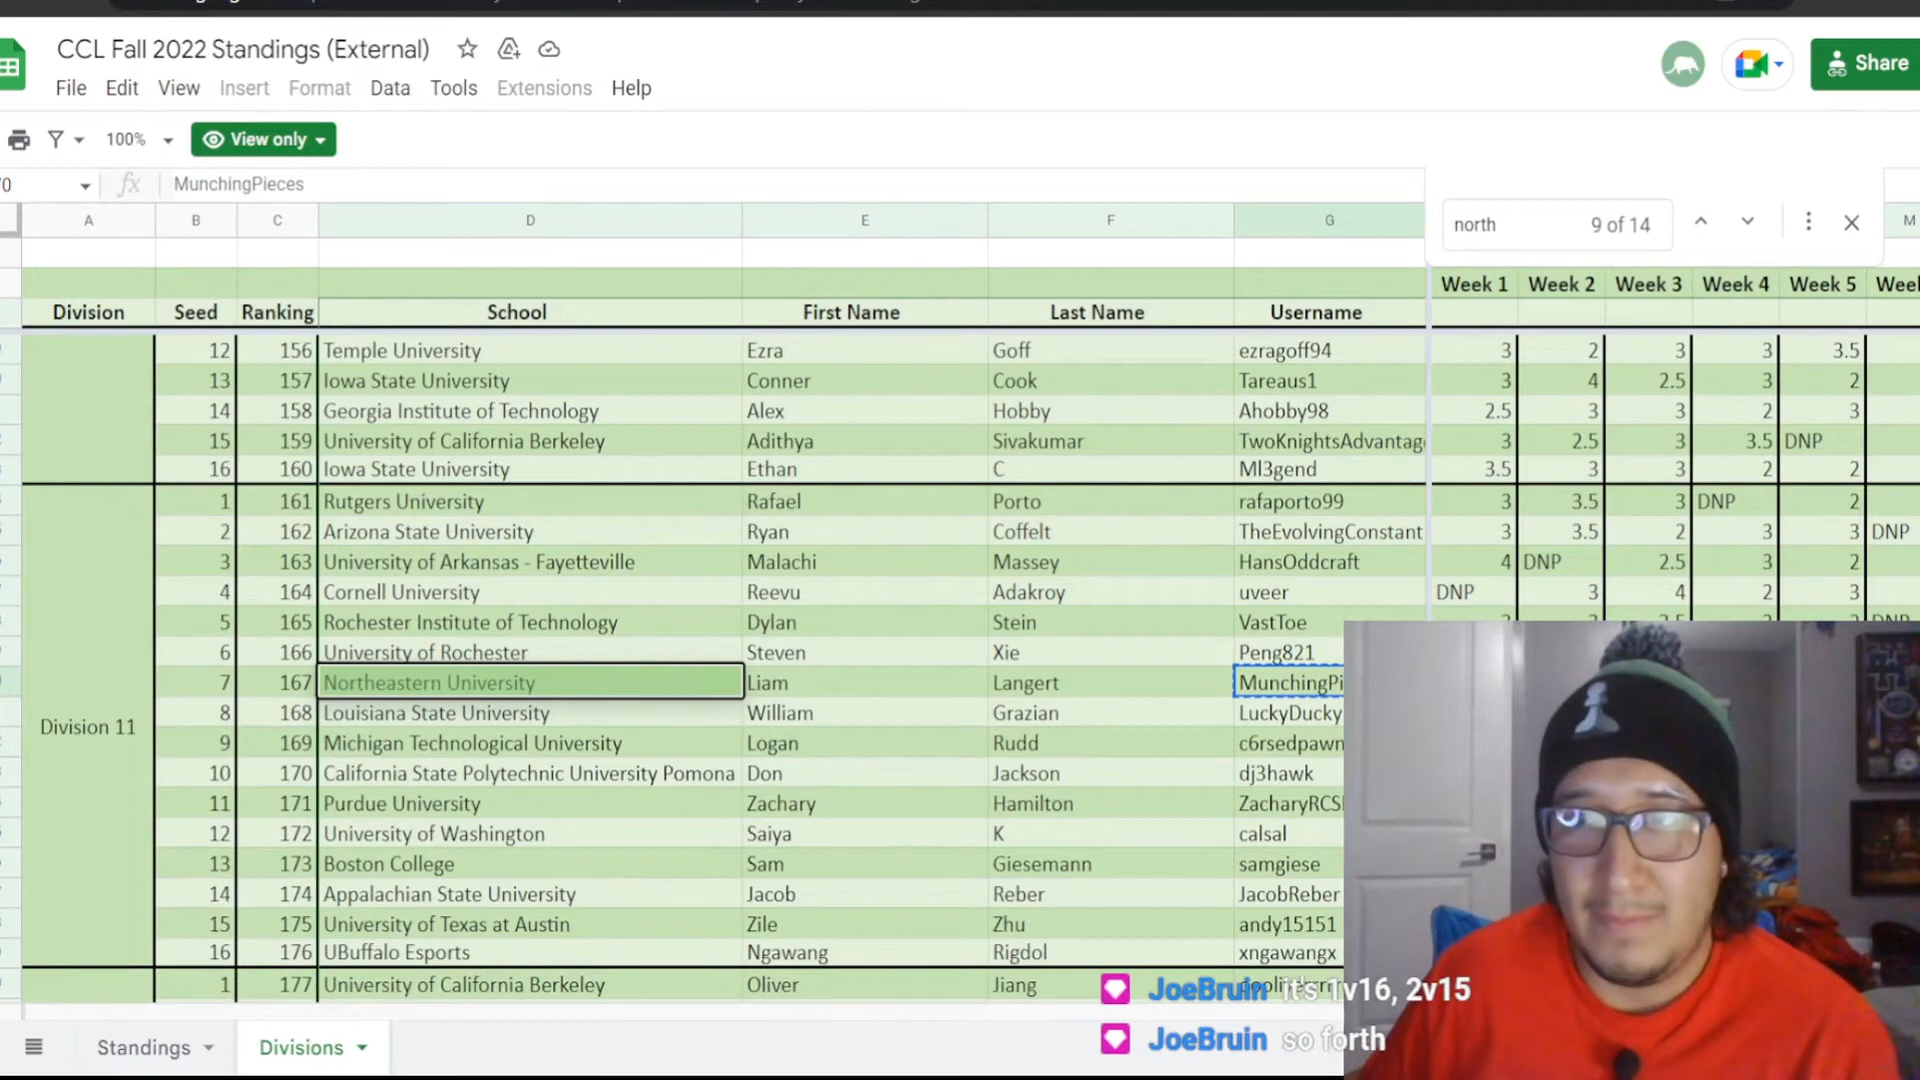 CCL Fall 2022 Standings (External)
File Edit View Insert Format Data Tools Extensions Help
Share
100% View only
MunchingPieces
north 9 of 14
A B C D E F G M
Week 1 Week 2 Week 3 Week 4 Week 5
Division Seed Ranking School First Name Last Name Username
12 156 Temple University Ezra Goff ezragoff94 3 2 3 3 3.5
13 157 Iowa State University Conner Cook Tareaus1 3 4 2.5 3 2
14 158 Georgia Institute of Technology Alex Hobby Ahobby98 2.5 3 3 2 3
15 159 University of California Berkeley Adithya Sivakumar TwoKnightsAdvantag 3 2.5 3 3.5 DNP
16 160 Iowa State University Ethan C Ml3gend 3.5 3 3 2 2
1 161 Rutgers University Rafael Porto rafaporto99 3 3.5 3 DNP 2
2 162 Arizona State University Ryan Coffelt TheEvolvingConstant 3 3.5 2 3 3 DNP
3 163 University of Arkansas - Fayetteville Malachi Massey HansOddcraft 4 DNP 2.5 3 2
4 164 Cornell University Reevu Adakroy uveer DNP 3 4 2 3
5 165 Rochester Institute of Technology Dylan Stein VastToe
6 166 University of Rochester Steven Xie Peng821
7 167 Northeastern University Liam Langert MunchingPi
8 168 Louisiana State University William Grazian LuckyDucky
Division 11
9 169 Michigan Technological University Logan Rudd c6rsedpawn
10 170 California State Polytechnic University Pomona Don Jackson dj3hawk
11 171 Purdue University Zachary Hamilton ZacharyRCS
12 172 University of Washington Saiya K calsal
13 173 Boston College Sam Giesemann samgiese
14 174 Appalachian State University Jacob Reber JacobReber
15 175 University of Texas at Austin Zile Zhu andy15151
16 176 UBuffalo Esports Ngawang Rigdol xngawangx
1 177 University of California Berkeley Oliver Jiang
JoeBruin it's 1v16, 2v15
JoeBruin so forth
Standings Divisions